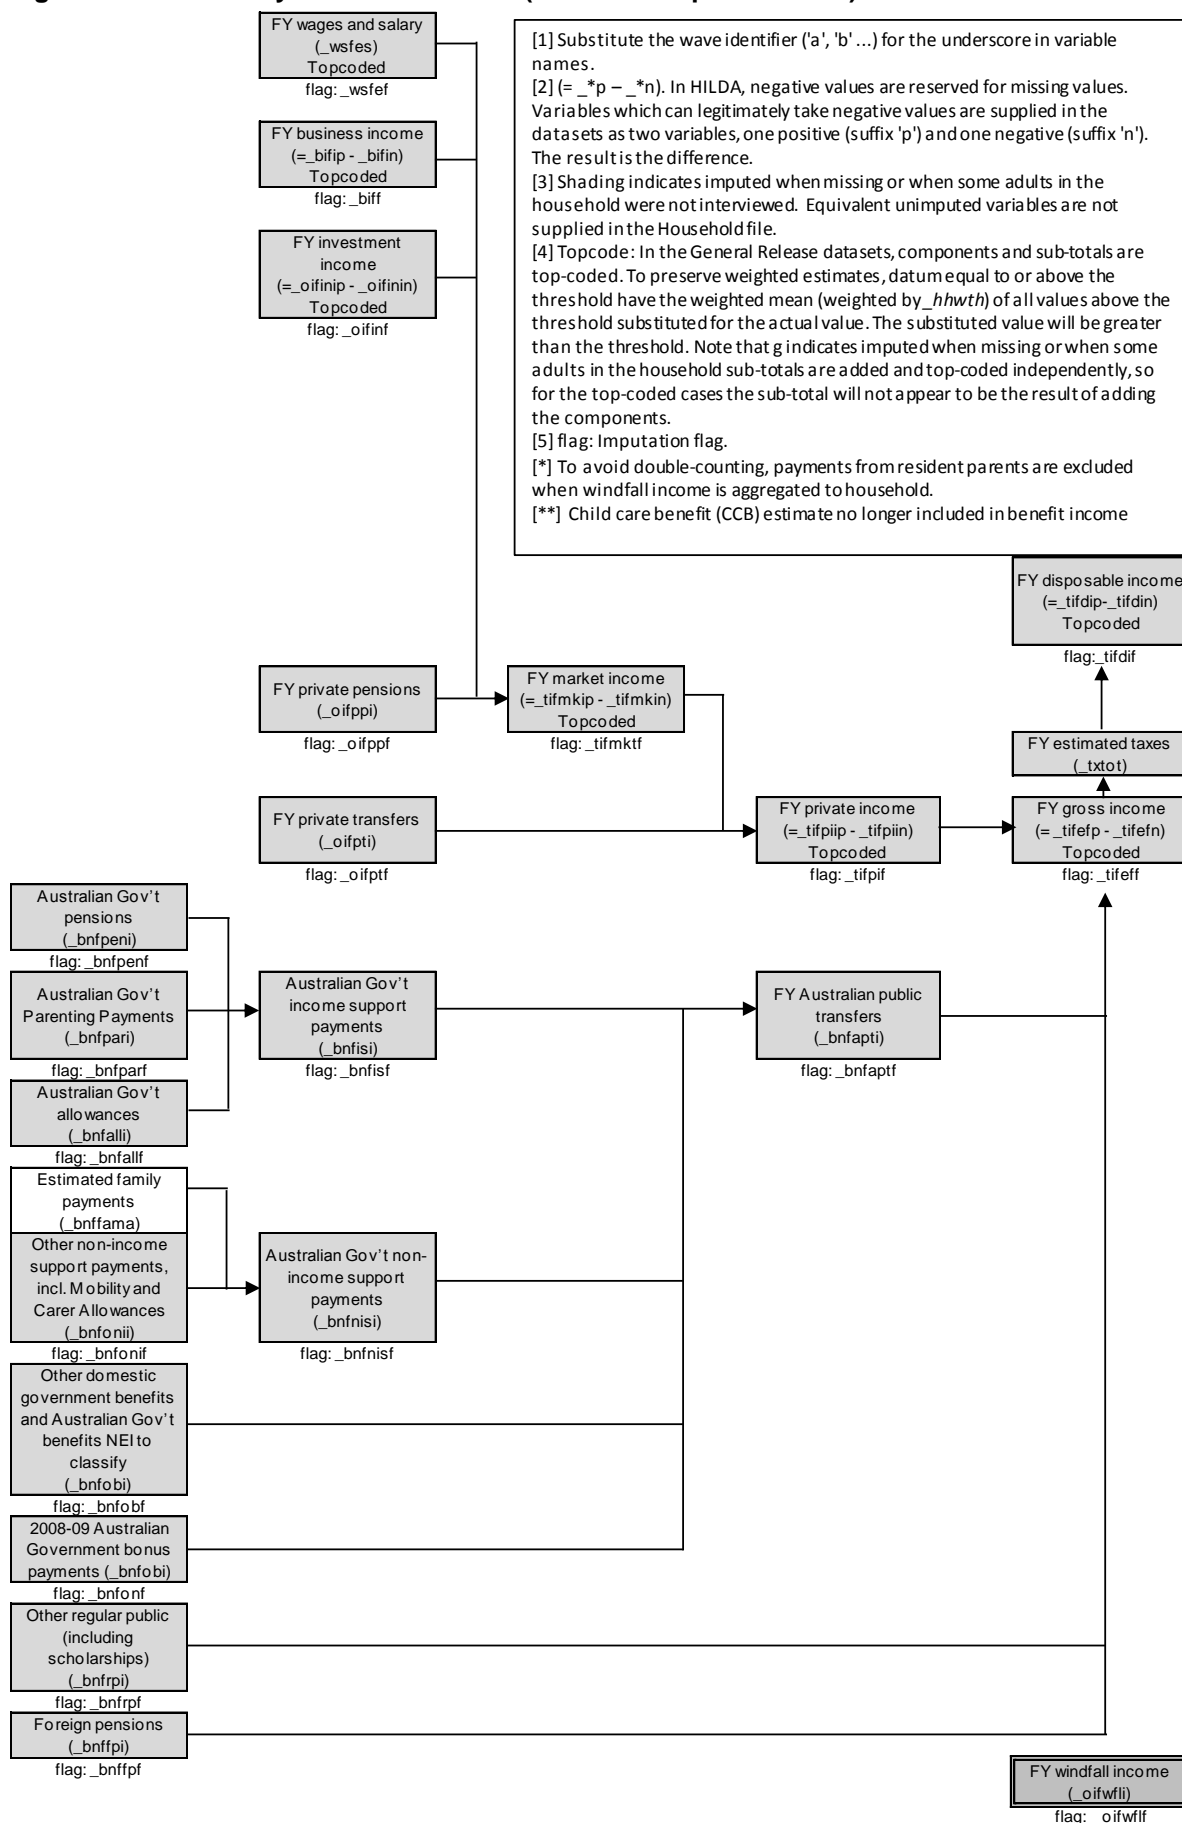 FY wages and salary
(_wsfes)
Topcoded
flag: _wsfef
FY business income
(=_bifip - _bifin)
Topcoded
flag: _biff
FY investment
income
(=_oifinip - _oifinin)
Topcoded
flag: _oifinf
[1] Substitute the wave identifier ('a', 'b' ...) for the underscore in variable
names.
[2] (= _*p – _*n). In HILDA, negative values are reserved for missing values.
Variables which can legitimately take negative values are supplied in the
datasets as two variables, one positive (suffix 'p') and one negative (suffix 'n').
The result is the difference.
[3] Shading indicates imputed when missing or when some adults in the
household were not interviewed. Equivalent unimputed variables are not
supplied in the Household file.
[4] Topcode: In the General Release datasets, components and sub-totals are
top-coded. To preserve weighted estimates, datum equal to or above the
threshold have the weighted mean (weighted by _hhwth) of all values above the
threshold substituted for the actual value. The substituted value will be greater
than the threshold. Note that g indicates imputed when missing or when some
adults in the household sub-totals are added and top-coded independently, so
for the top-coded cases the sub-total will not appear to be the result of adding
the components.
[5] flag: Imputation flag.
[*] To avoid double-counting, payments from resident parents are excluded
when windfall income is aggregated to household.
[**] Child care benefit (CCB) estimate no longer included in benefit income
FY disposable income
(=_tifdip-_tifdin)
Topcoded
flag:_tifdif
FY private pensions
(_oifppi)
flag: _oifppf
FY market income
(=_tifmkip - _tifmkin)
Topcoded
flag: _tifmktf
FY estimated taxes
(_txtot)
FY private transfers
(_oifpti)
flag: _oifptf
FY private income
(=_tifpiip - _tifpiin)
Topcoded
flag: _tifpif
FY gross income
(= _tifefp - _tifefn)
Topcoded
flag: _tifeff
Australian Gov't
pensions
(_bnfpeni)
flag: _bnfpenf
Australian Gov't
Parenting Payments
(_bnfpari)
flag: _bnfparf
Australian Gov't
income support
payments
(_bnfisi)
flag: _bnfisf
FY Australian public
transfers
(_bnfapti)
flag: _bnfaptf
Australian Gov't
allowances
(_bnfalli)
flag: _bnfallf
Estimated family
payments
(_bnffama)
Other non-income
support payments,
incl. Mobility and
Carer Allowances
(_bnfonii)
flag: _bnfonif
Australian Gov't non-
income support
payments
(_bnfnisi)
flag: _bnfnisf
Other domestic
government benefits
and Australian Gov't
benefits NEI to
classify
(_bnfobi)
flag: _bnfobf
2008-09 Australian
Government bonus
payments (_bnfobi)
flag: _bnfonf
Other regular public
(including
scholarships)
(_bnfrpi)
flag: _bnfrpf
Foreign pensions
(_bnffpi)
flag: _bnffpf
FY windfall income
(_oifwfli)
flag: _oifwflf